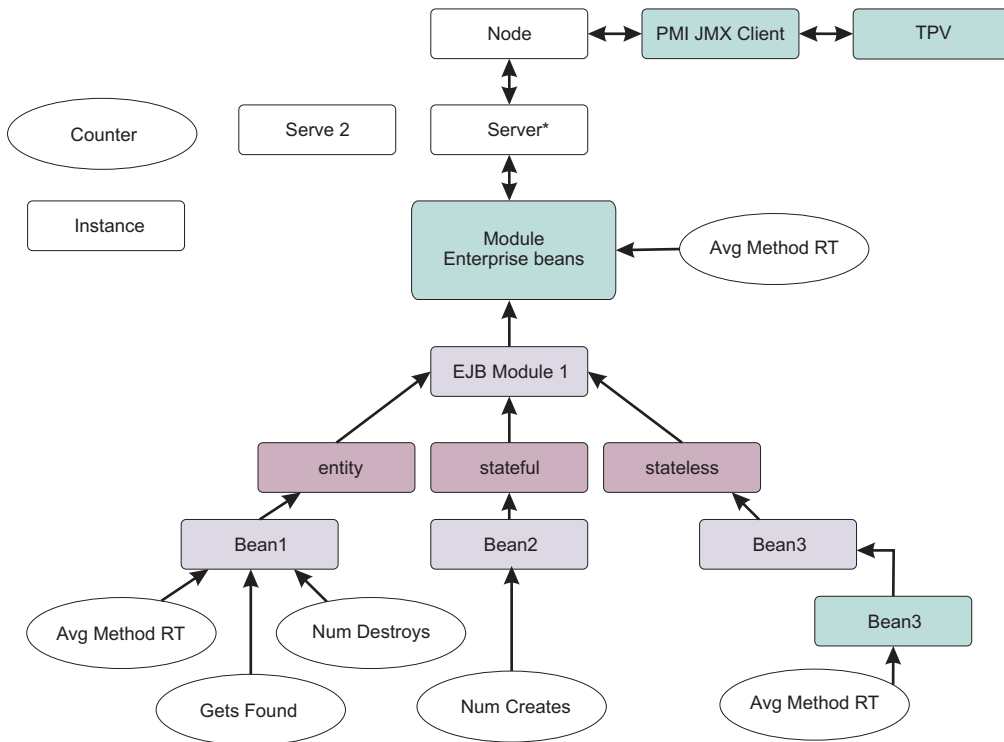 Node
PMI JMX Client
TPV
Counter
Serve 2
Server*
Instance
Module
Enterprise beans
Avg Method RT
EJB Module 1
entity
stateful
stateless
Bean1
Bean2
Bean3
Avg Method RT
Num Destroys
Bean3
Gets Found
Num Creates
Avg Method RT